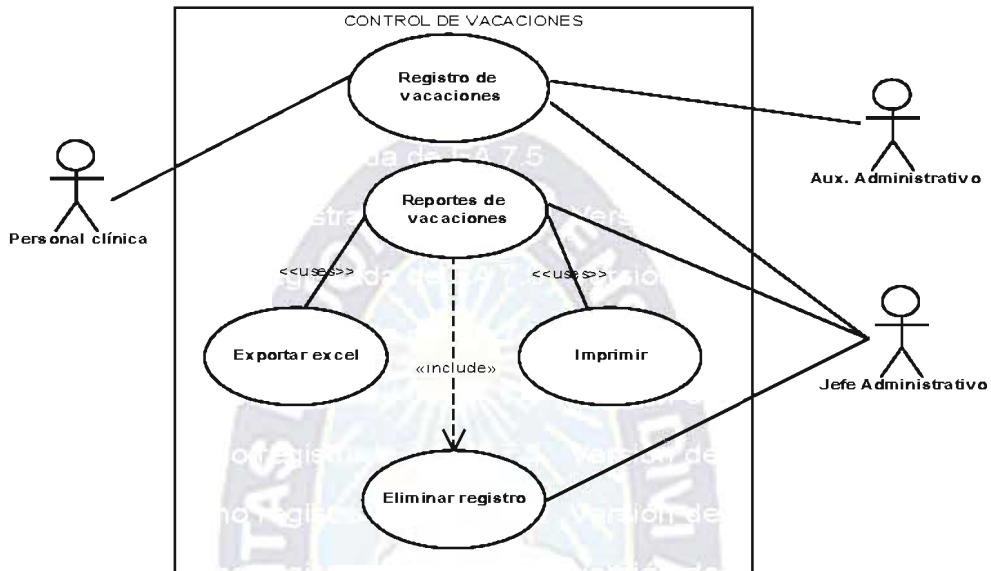 CONTROL DE VACACIONES
Registro de
vacaciones
Aux. Administrativo
Personal clínica
Reportes de
vacaciones
<<uses>>
<<uses>>
Exportar excel
Imprimir
«include»
Jefe Administrativo
Eliminar registro